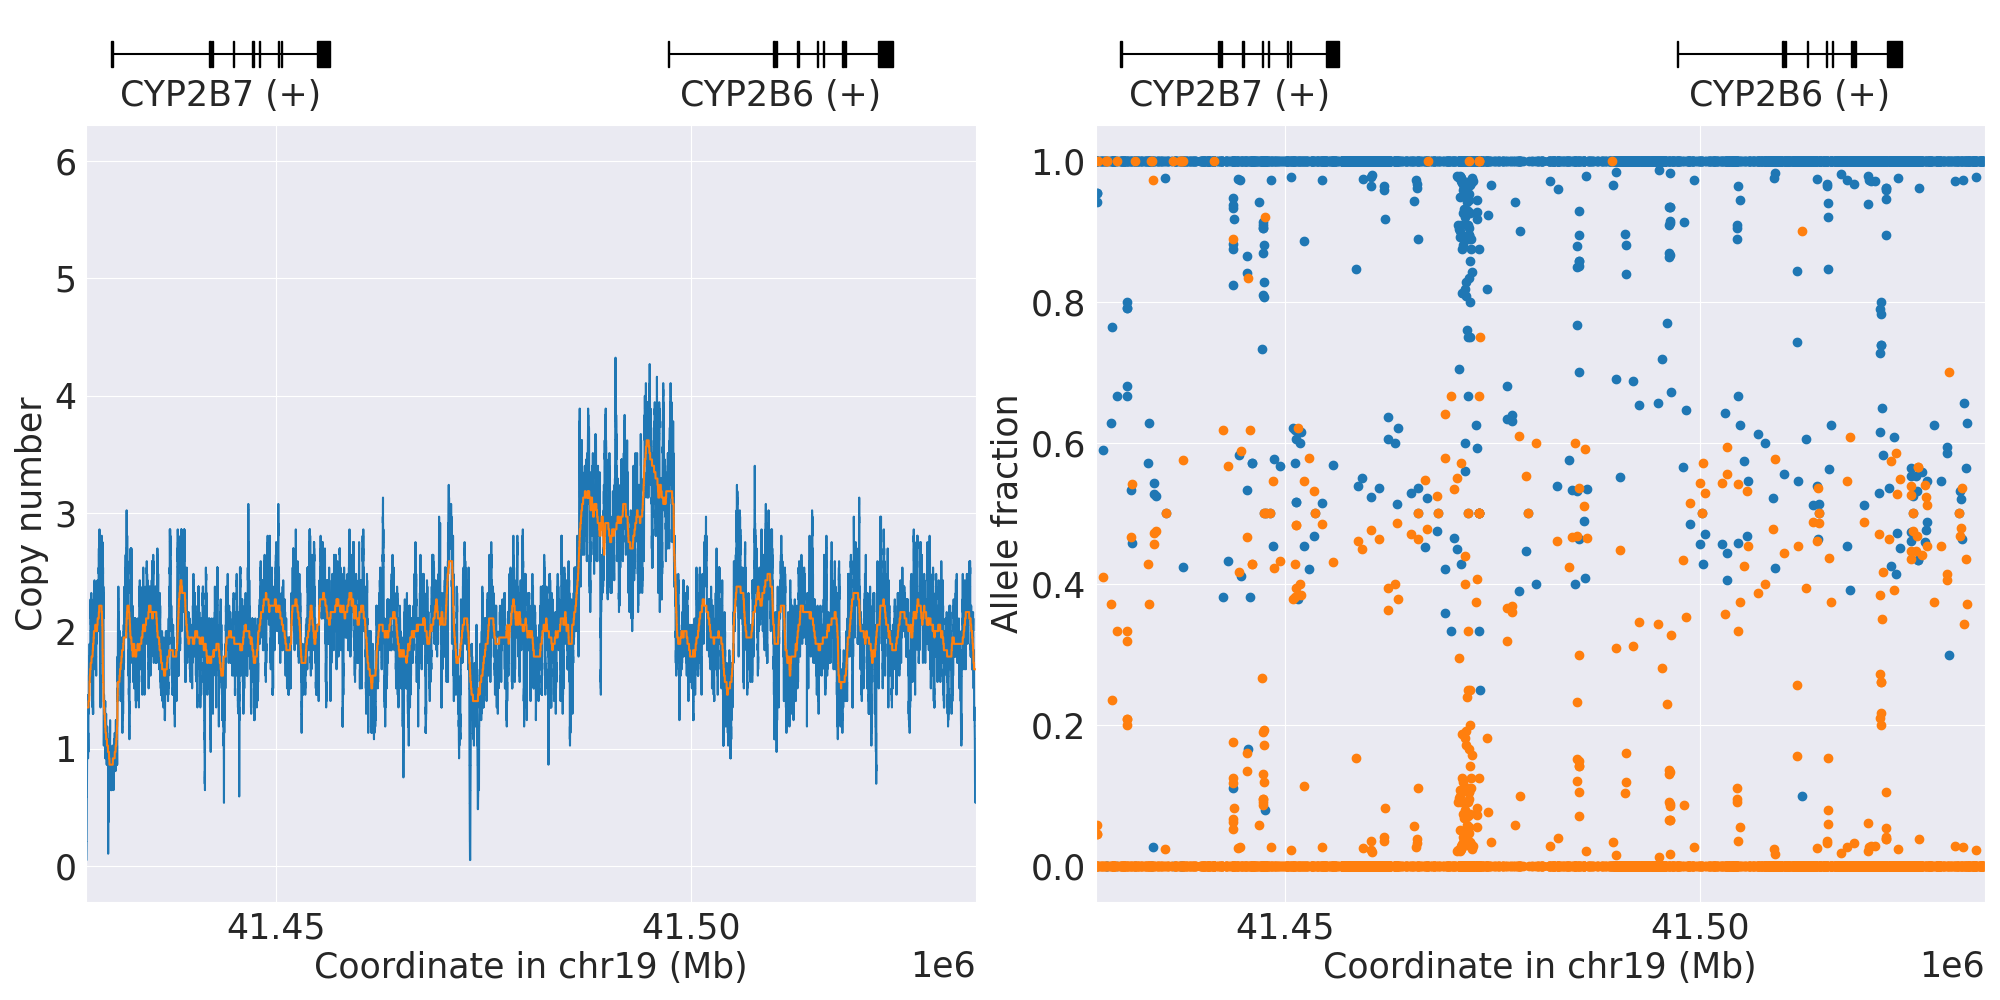 CYP2B7 (+) CYP2B6 (+)
6
5
4
3
2
1
0
Copy number
41.45 41.50
Coordinate in chr19 (Mb) 1e6
CYP2B7 (+) CYP2B6 (+)
1.0
0.8
0.6
0.4
0.2
0.0
Allele fraction
41.45 41.50
Coordinate in chr19 (Mb) 1e6